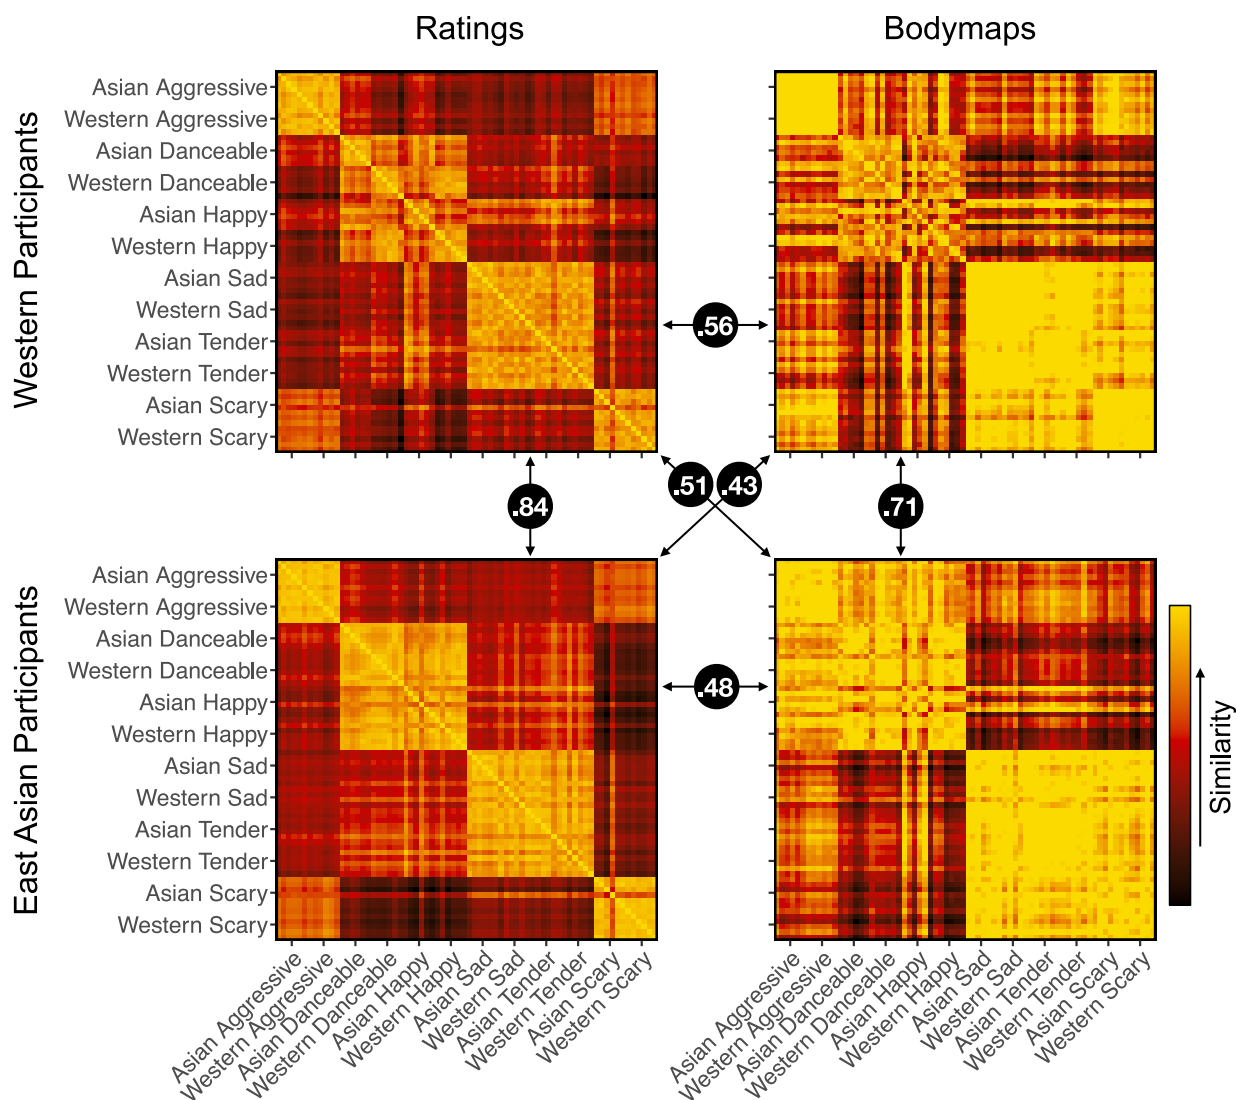 Ratings
Bodymaps
Western Participants
Asian Aggressive
Western Aggressive
Asian Danceable
Western Danceable
Asian Happy
Western Happy
Asian Sad
Western Sad
Asian Tender
Western Tender
Asian Scary
Western Scary
.56
.51
.43
.84
.71
East Asian Participants
Asian Aggressive
Western Aggressive
Asian Danceable
Western Danceable
Asian Happy
Western Happy
Asian Sad
Western Sad
Asian Tender
Western Tender
Asian Scary
Western Scary
.48
Similarity
Asian Aggressive
Western Aggressive
Asian Danceable
Western Danceable
Asian Happy
Western Happy
Asian Sad
Western Sad
Asian Tender
Western Tender
Asian Scary
Western Scary
Asian Aggressive
Western Aggressive
Asian Danceable
Western Danceable
Asian Happy
Western Happy
Asian Sad
Western Sad
Asian Tender
Western Tender
Asian Scary
Western Scary